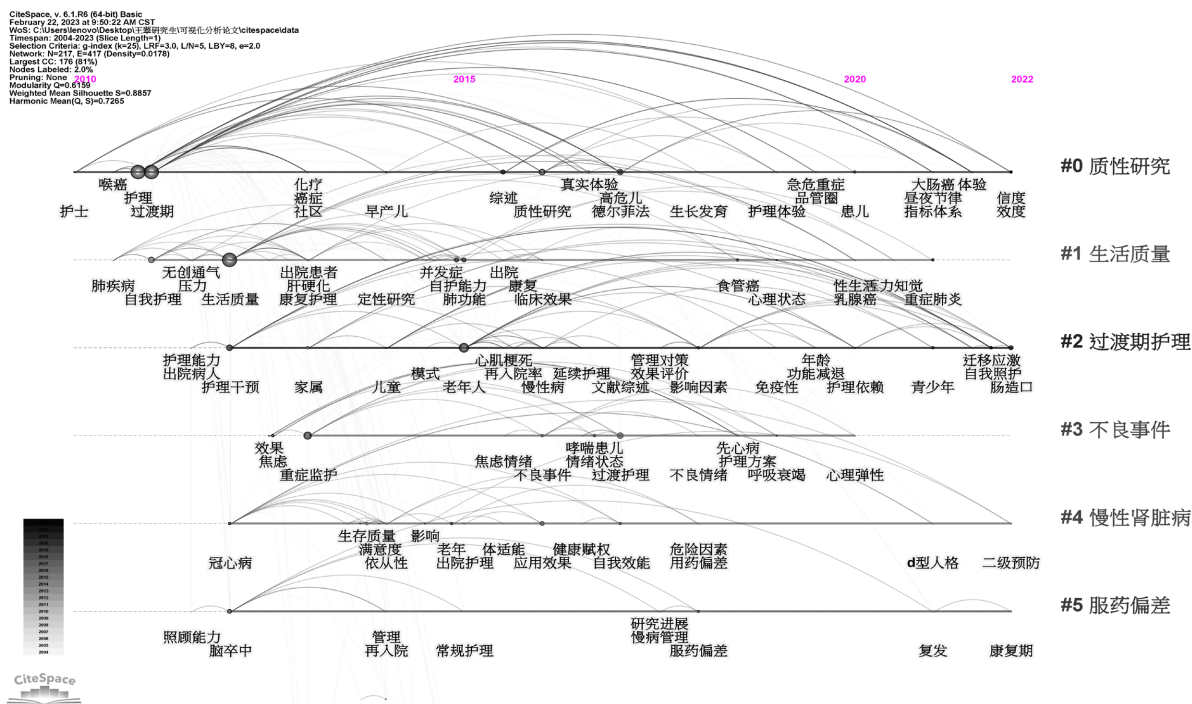 CiteSpace, v. 6.1.R6 (64-bit) Basic
February 22, 2023 at 9:50:22 AM CST
WoS: C:\Users\lenovo\Desktop\王寧研究生\可视化分析论文\citespace\data
Timespan: 2004-2023 (Slice Length=1)
Selection Criteria: g-index (k=25), LRF=3.0, L/N=5, LBY=8, e=2.0
Network: N=217, E=417 (Density=0.0178)
Largest CC: 176 (81%)
Nodes Labeled: 2.0%
Pruning: None
Modularity Q=0.6159
Weighted Mean Silhouette S=0.8857
Harmonic Mean(Q, S)=0.7265
2010 2015 2020 2022
#0 质性研究
喉癌 化疗 真实体验 急危重症 大肠癌 体验
护理 癌症 综述 高危儿 品管圈 昼夜节律 信度
护士 过渡期 社区 早产儿 质性研究 德尔菲法 生长发育 护理体验 患儿 指标体系 效度
#1 生活质量
无创通气 出院患者 并发症 出院
肺疾病 压力 肝硬化 自护能力 康复 食管癌 性生活 力知觉
自我护理 生活质量 康复护理 定性研究 肺功能 临床效果 心理状态 乳腺癌 重症肺炎
#2 过渡期护理
护理能力 心肌梗死 管理对策 年龄 迁移应激
出院病人 模式 再入院率 延续护理 效果评价 功能减退 自我照护
护理干预 家属 儿童 老年人 慢性病 文献综述 影响因素 免疫性 护理依赖 青少年 肠造口
#3 不良事件
效果 哮喘患儿 先心病
焦虑 焦虑情绪 情绪状态 护理方案
重症监护 不良事件 过渡护理 不良情绪 呼吸衰竭 心理弹性
#4 慢性肾脏病
生存质量 影响
满意度 老年 体适能 健康赋权 危险因素
冠心病 依从性 出院护理 应用效果 自我效能 用药偏差 d型人格 二级预防
#5 服药偏差
研究进展
照顾能力 管理 慢病管理
脑卒中 再入院 常规护理 服药偏差 复发 康复期
CiteSpace